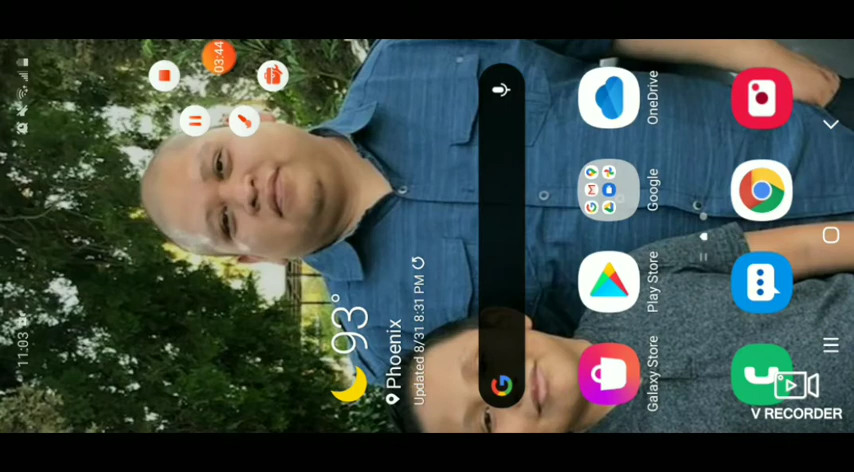 11:03
03:44
93°
Phoenix
Updated 8/31 8:31 PM
Galaxy Store
Play Store
Google
OneDrive
V RECORDER